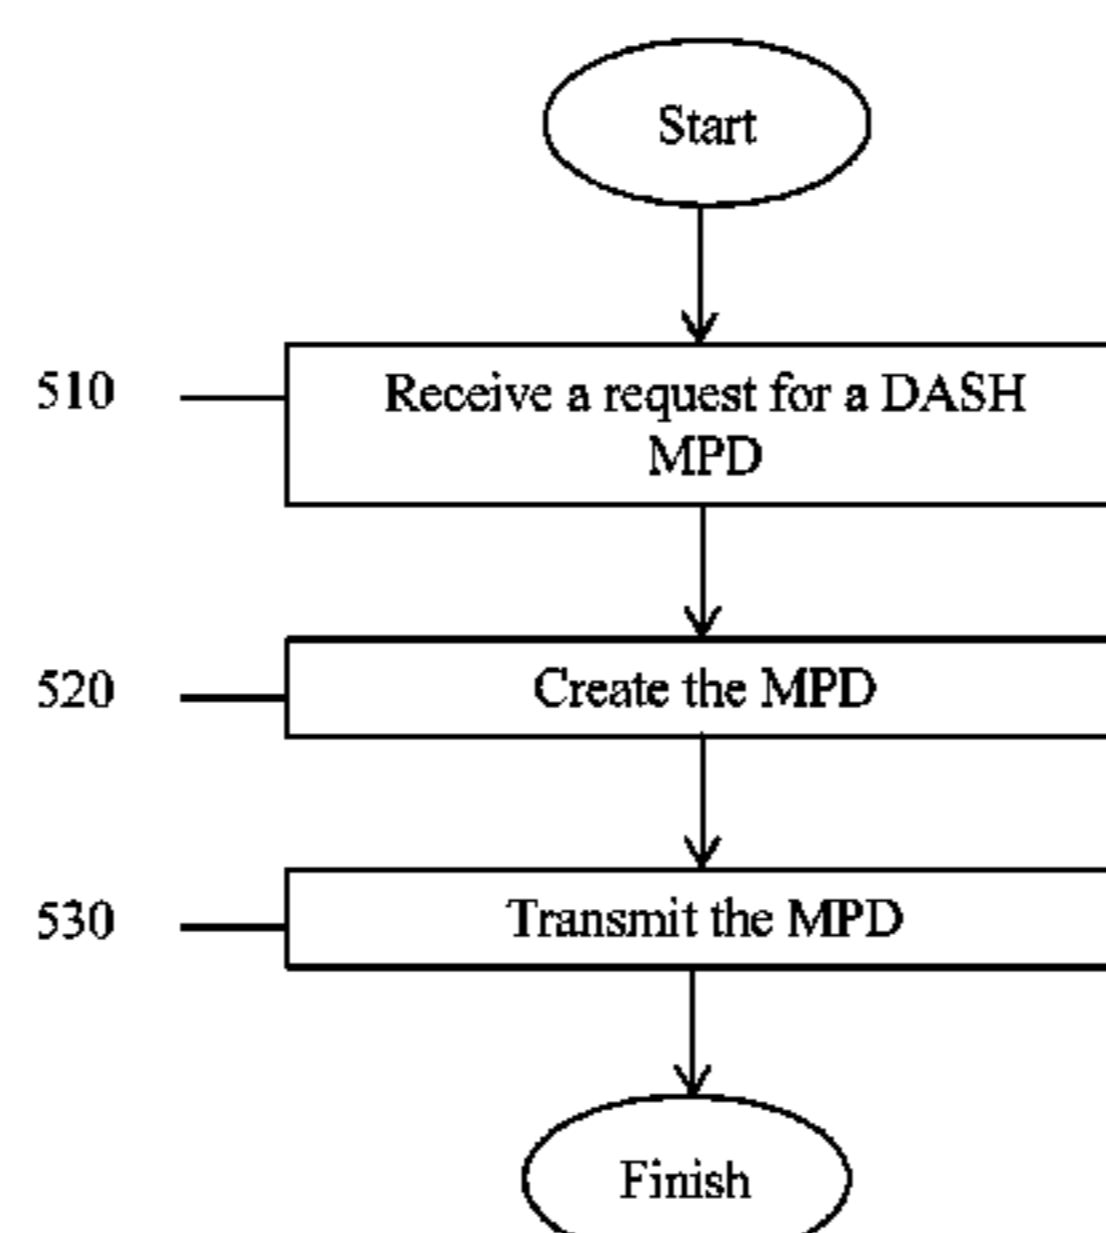 Start
510
Receive a request for a DASH
MPD
520
Create the MPD
530
Transmit the MPD
Finish